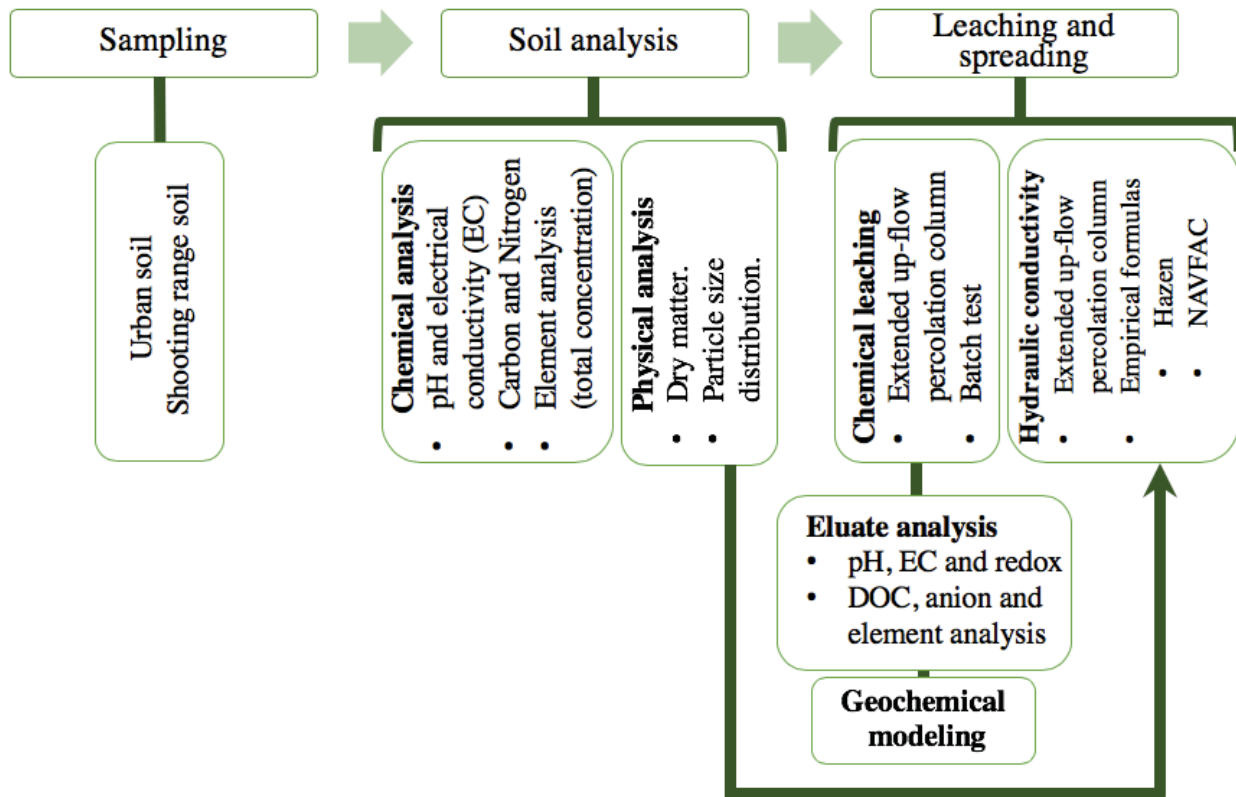 Sampling
Soil analysis
Leaching and
spreading
Urban soil
Shooting range soil
Chemical analysis
• pH and electrical
conductivity (EC)
• Carbon and Nitrogen
• Element analysis
(total concentration)
Physical analysis
• Dry matter.
• Particle size
distribution.
Chemical leaching
• Extended up-flow
percolation column
• Batch test
Hydraulic conductivity
• Extended up-flow
percolation column
• Empirical formulas
• Hazen
• NAVFAC
Eluate analysis
• pH, EC and redox
• DOC, anion and
element analysis
Geochemical
modeling